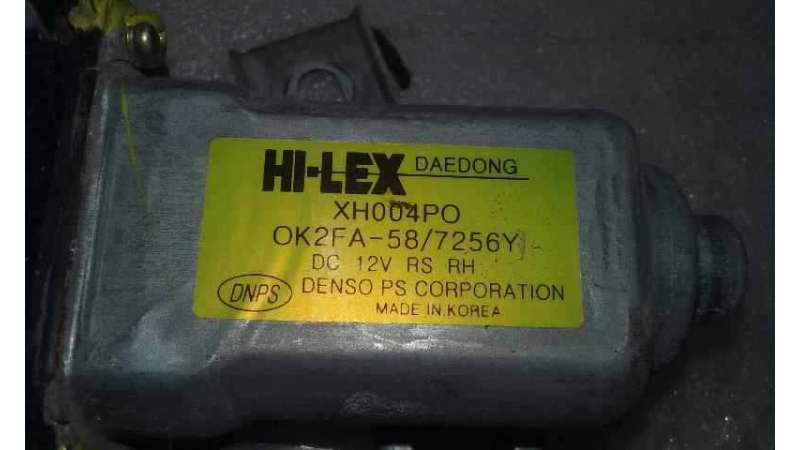 HI-LEX DAEDONG
XH004PO
OK2FA-58/7256Y
DC 12V RS RH
DNPS DENSO PS CORPORATION
MADE IN.KOREA